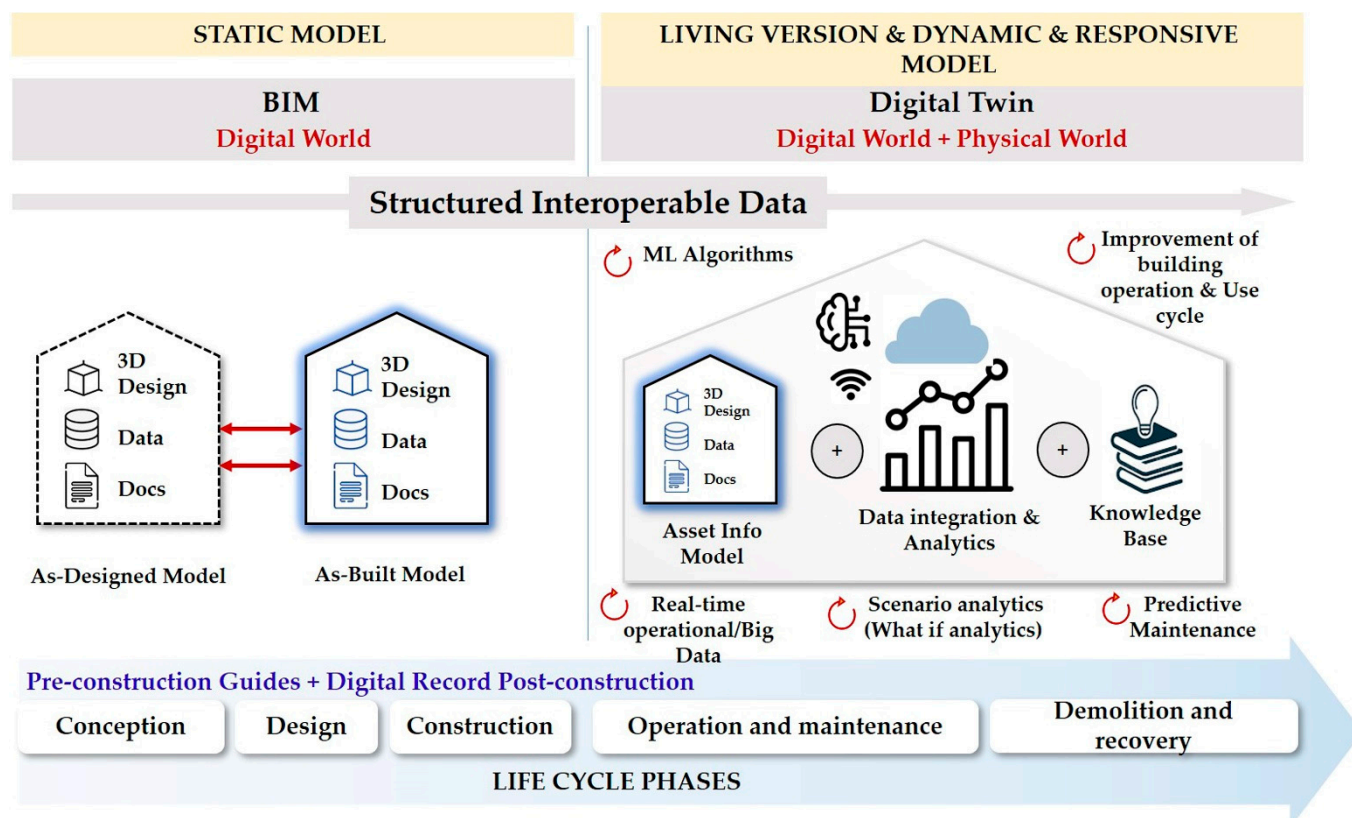 STATIC MODEL
LIVING VERSION & DYNAMIC & RESPONSIVE
MODEL
BIM
Digital World
Digital Twin
Digital World + Physical World
Structured Interoperable Data
ML Algorithms
Improvement of
building
operation & Use
cycle
3D
Design
Data
Docs
As-Designed Model
3D
Design
Data
Docs
As-Built Model
3D
Design
Data
Docs
Asset Info
Model
+
Data integration &
Analytics
+
Knowledge
Base
Real-time
operational/Big
Data
Scenario analytics
(What if analytics)
Predictive
Maintenance
Pre-construction Guides + Digital Record Post-construction
Conception
Design
Construction
Operation and maintenance
Demolition and
recovery
LIFE CYCLE PHASES